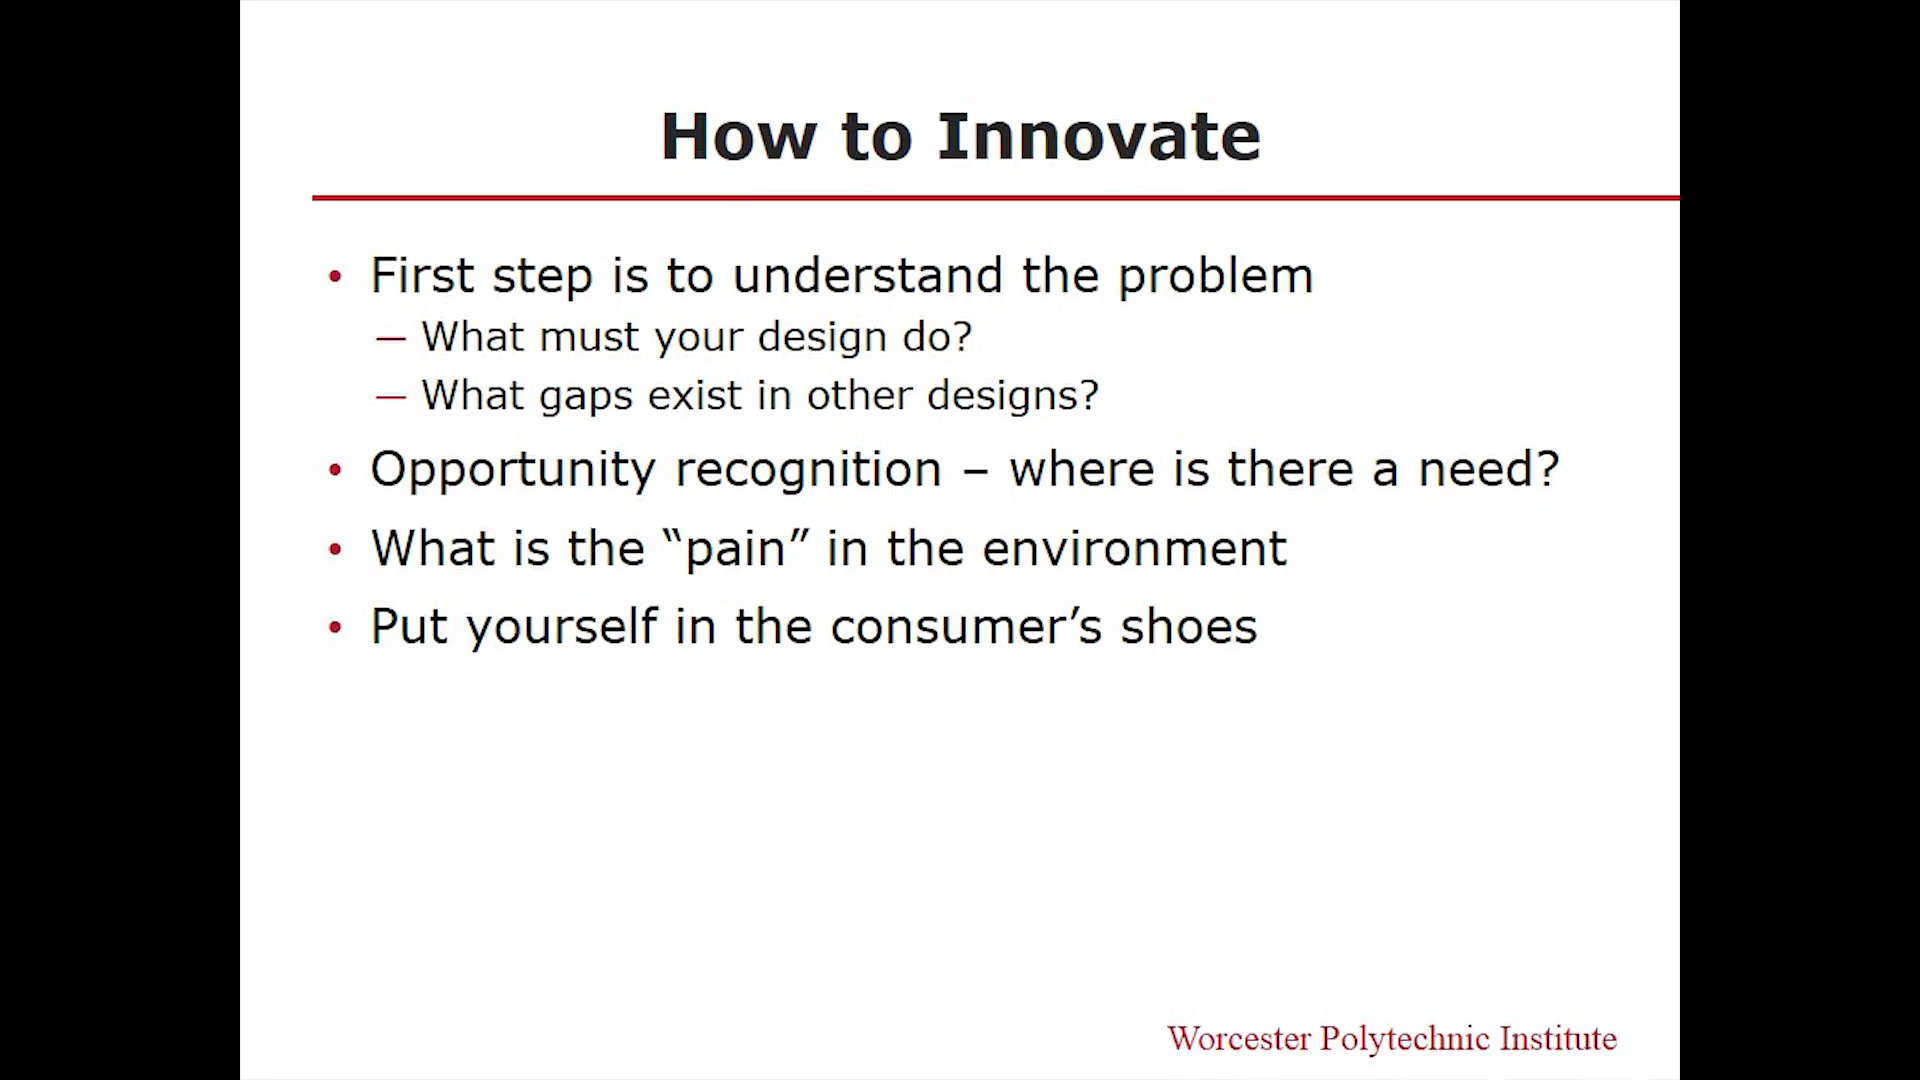 How to Innovate
• First step is to understand the problem
— What must your design do?
— What gaps exist in other designs?
• Opportunity recognition – where is there a need?
• What is the “pain” in the environment
• Put yourself in the consumer’s shoes
Worcester Polytechnic Institute